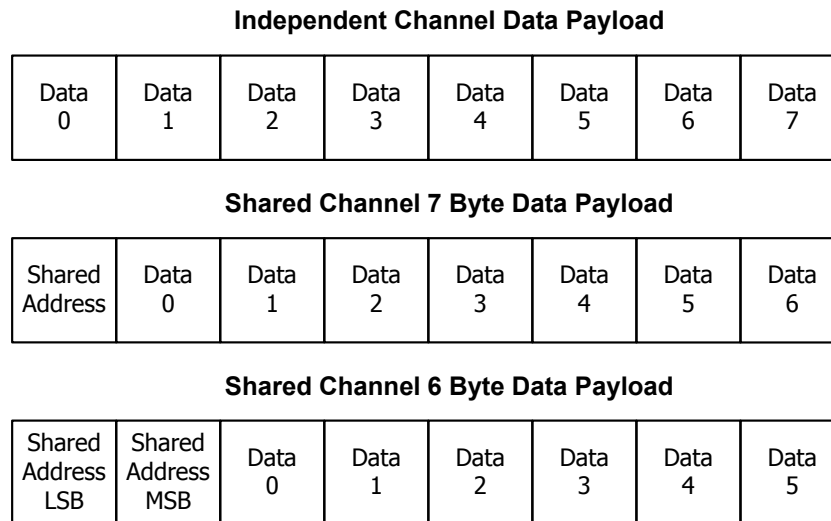 Independent Channel Data Payload
Data Data Data Data Data Data Data Data
0 1 2 3 4 5 6 7
Shared Channel 7 Byte Data Payload
Shared Data Data Data Data Data Data Data
Address 0 1 2 3 4 5 6
Shared Channel 6 Byte Data Payload
Shared Shared Data Data Data Data Data Data
Address Address 0 1 2 3 4 5
LSB MSB